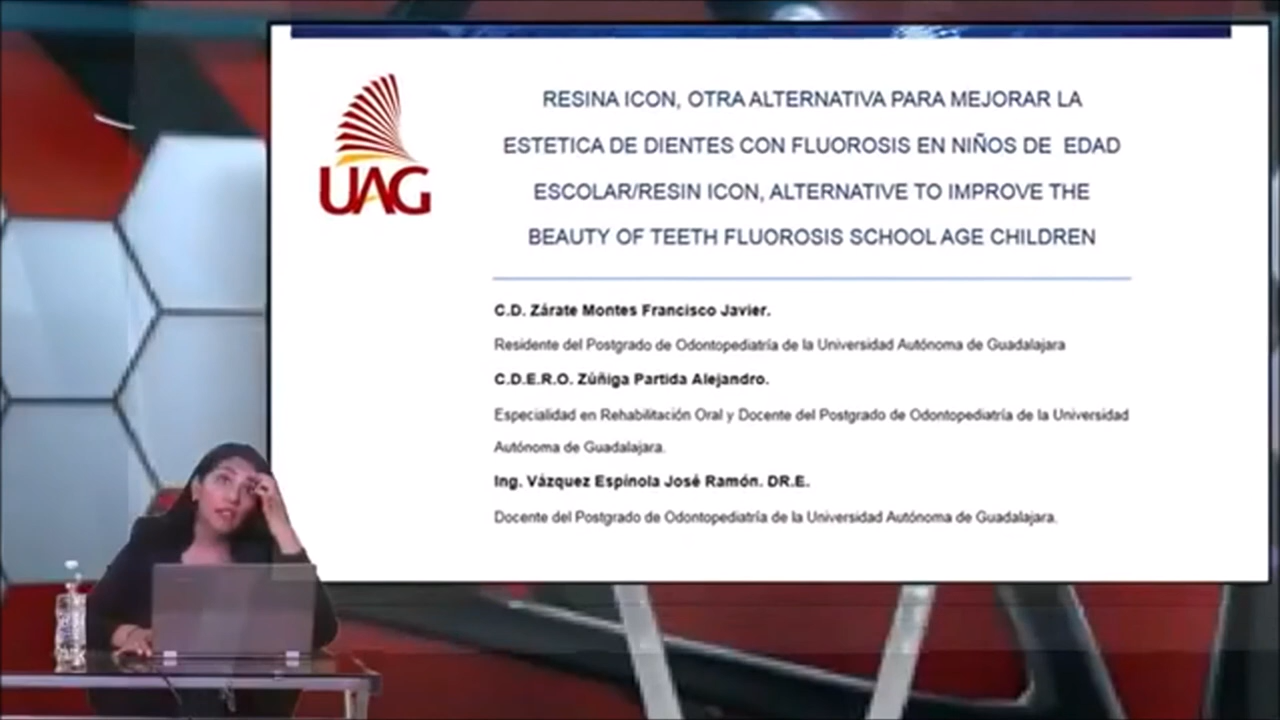 UAG
RESINA ICON, OTRA ALTERNATIVA PARA MEJORAR LA
ESTETICA DE DIENTES CON FLUOROSIS EN NIÑOS DE EDAD
ESCOLAR/RESIN ICON, ALTERNATIVE TO IMPROVE THE
BEAUTY OF TEETH FLUOROSIS SCHOOL AGE CHILDREN
C.D. Zárate Montes Francisco Javier.
Residente del Postgrado de Odontopediatría de la Universidad Autónoma de Guadalajara
C.D.E.R.O. Zúñiga Partida Alejandro.
Especialidad en Rehabilitación Oral y Docente del Postgrado de Odontopediatría de la Universidad
Autónoma de Guadalajara.
Ing. Vázquez Espínola José Ramón. DR.E.
Docente del Postgrado de Odontopediatría de la Universidad Autónoma de Guadalajara.